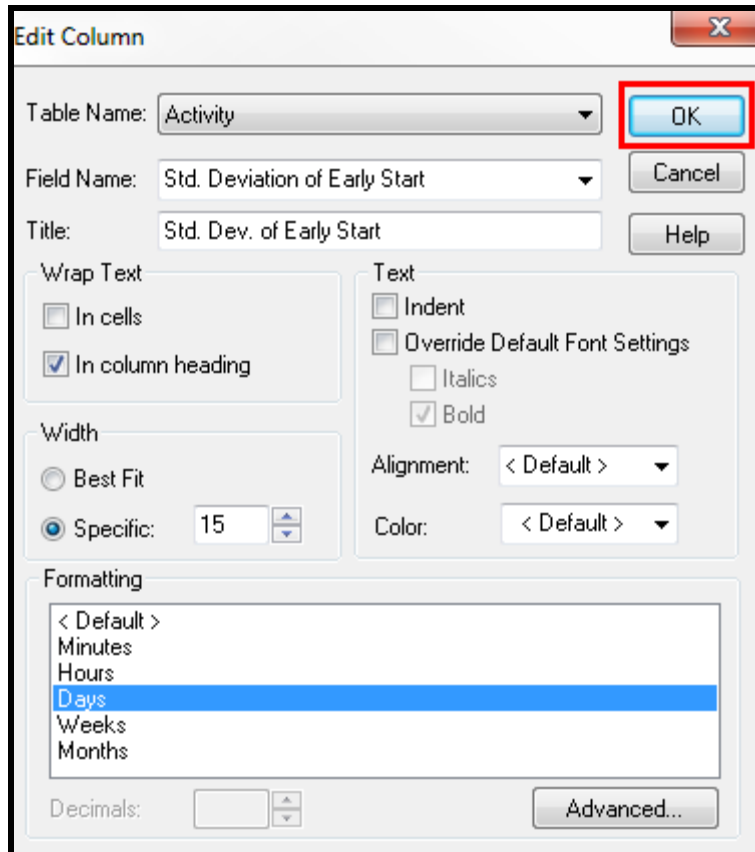 Edit Column
Table Name: Activity OK
Field Name: Std. Deviation of Early Start Cancel
Title: Std. Dev. of Early Start Help
Wrap Text
In cells
In column heading
Text
Indent
Override Default Font Settings
Italics
Bold
Alignment: < Default >
Color: < Default >
Width
Best Fit
Specific: 15
Formatting
< Default >
Minutes
Hours
Days
Weeks
Months
Decimals: Advanced...